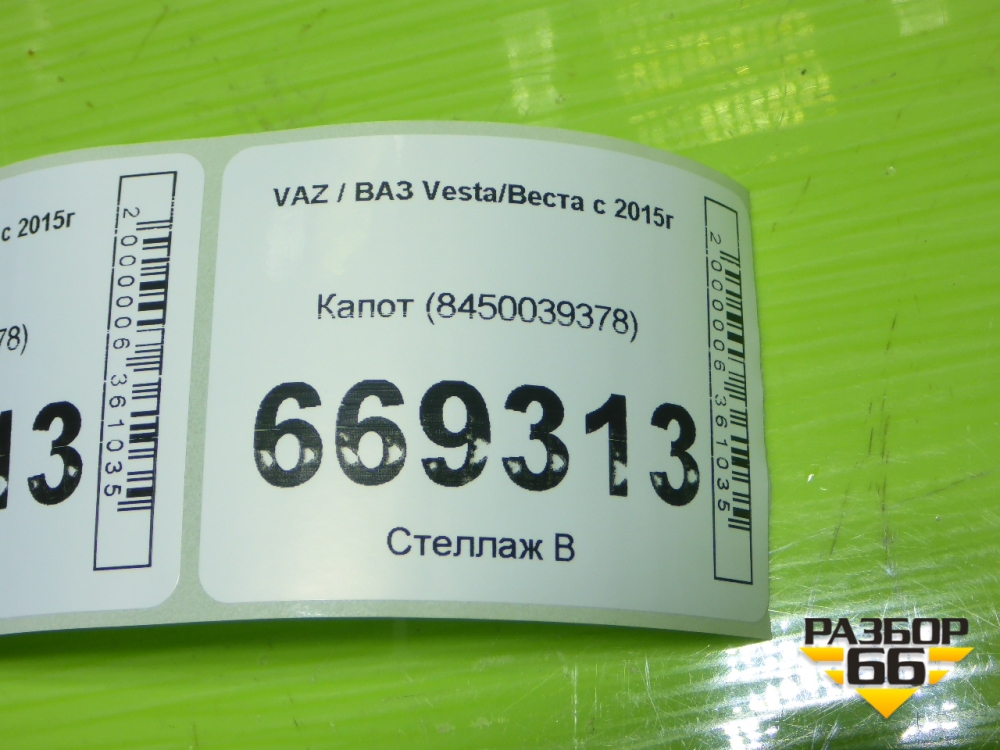 с 2015г
78)
13
2000006361035
VAZ / ВАЗ Vesta/Веста с 2015г
Капот (8450039378)
669313
Стеллаж В
2000006361035
РАЗБОР
66